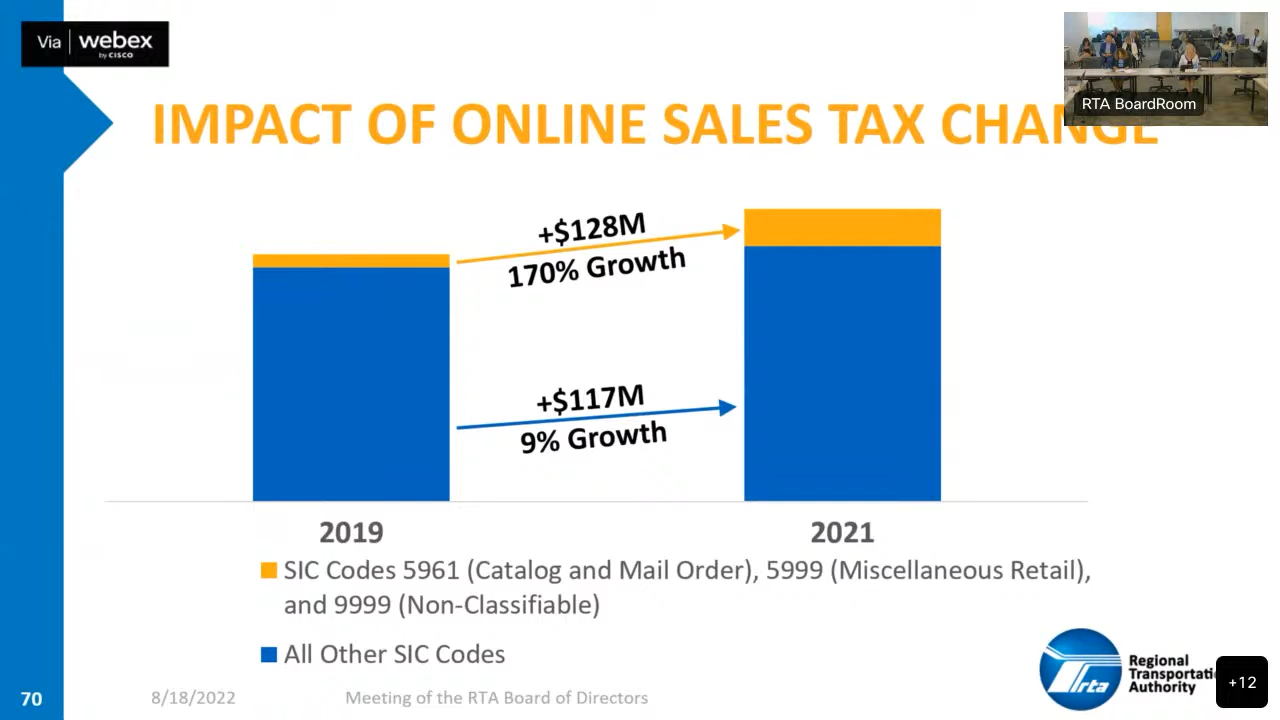 Via webex
by CISCO
RTA BoardRoom
IMPACT OF ONLINE SALES TAX CHANGE
+$128M
170% Growth
+$117M
9% Growth
2019 2021
SIC Codes 5961 (Catalog and Mail Order), 5999 (Miscellaneous Retail),
and 9999 (Non-Classifiable)
All Other SIC Codes
rta
Regional
Transportati
Authority
+12
70 8/18/2022 Meeting of the RTA Board of Directors